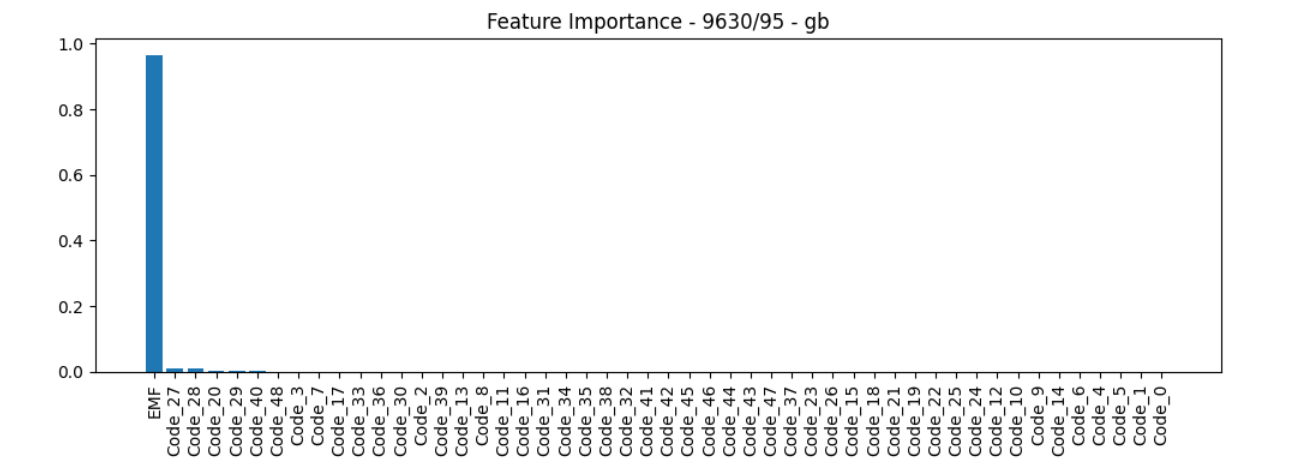 Feature Importance - 9630/95 - gb
1.0
0.8
0.6
0.4
0.2
0.0
EMF
Code_27
Code_28
Code_20
Code_29
Code_40
Code_48
Code_3
Code_7
Code_17
Code_33
Code_36
Code_30
Code_2
Code_39
Code_13
Code_8
Code_11
Code_16
Code_31
Code_34
Code_35
Code_38
Code_32
Code_41
Code_42
Code_45
Code_46
Code_44
Code_43
Code_47
Code_37
Code_23
Code_26
Code_15
Code_18
Code_21
Code_19
Code_22
Code_25
Code_24
Code_12
Code_10
Code_9
Code_14
Code_6
Code_4
Code_5
Code_1
Code_0